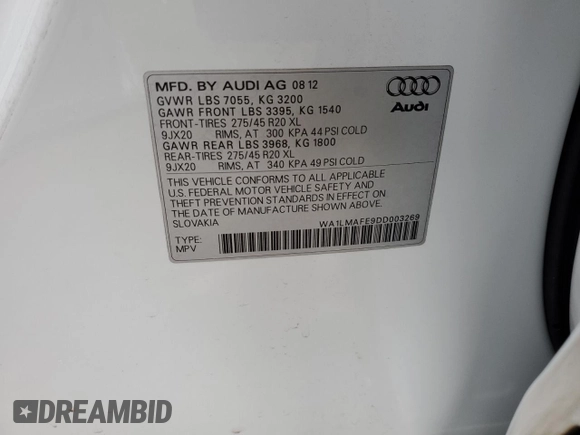 MFD. BY AUDI AG 08 12
GVWR LBS 7055, KG 3200
GAWR FRONT LBS 3395, KG 1540
FRONT-TIRES 275/45 R20 XL
9JX20 RIMS, AT 300 KPA 44 PSI COLD
GAWR REAR LBS 3968, KG 1800
REAR-TIRES 275/45 R20 XL
9JX20 RIMS, AT 340 KPA 49 PSI COLD
Audi
THIS VEHICLE CONFORMS TO ALL APPLICABLE
U.S. FEDERAL MOTOR VEHICLE SAFETY AND
THEFT PREVENTION STANDARDS IN EFFECT ON
THE DATE OF MANUFACTURE SHOWN ABOVE.
SLOVAKIA
WA1LMAFE9DD003269
TYPE:
MPV
DREAMBID